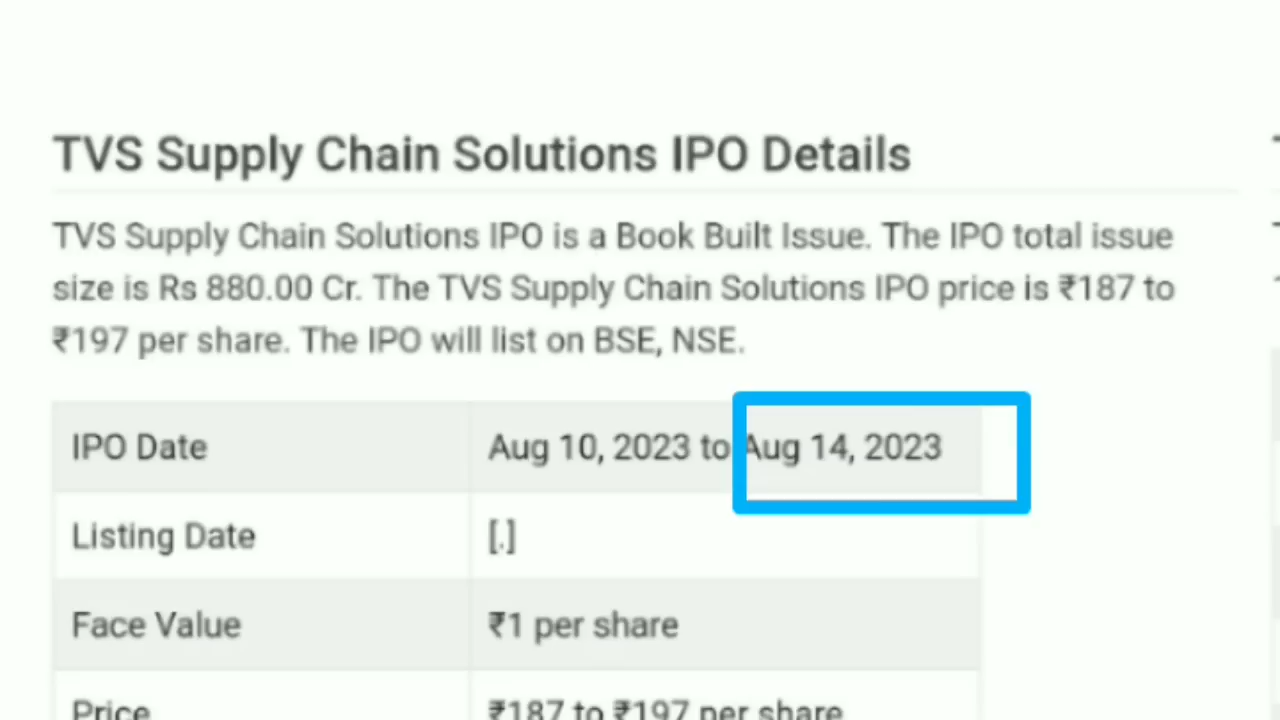 TVS Supply Chain Solutions IPO Details
TVS Supply Chain Solutions IPO is a Book Built Issue. The IPO total issue
size is Rs 880.00 Cr. The TVS Supply Chain Solutions IPO price is ₹187 to
₹197 per share. The IPO will list on BSE, NSE.
IPO Date Aug 10, 2023 to Aug 14, 2023
Listing Date [.]
Face Value ₹1 per share
Price ₹187 to ₹197 per share